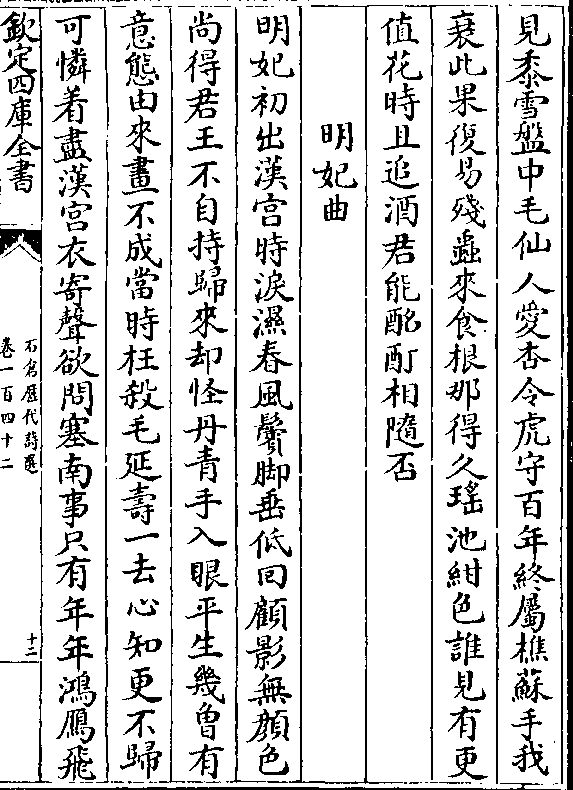 見黍雪盤中毛仙人愛杏令虎守百年終屬樵蘇手我
衰此果復易殘蟲來食根那得久瑤池紺色誰見有更
值花時且追酒君能酩酊相隨否
明妃曲
明妃初出漢宫時淚濕春風鬢脚垂低回顧影無顔色
尚得君王不自持歸來却怪丹青手入眼平生幾曾有
意態由來畫不成當時枉殺毛延壽一去心知更不歸
可憐着盡漢宫衣寄聲欲問塞南事只有年年鴻鴈飛
欽定四庫全書
石倉歷代詩選
卷一百四十二
十二